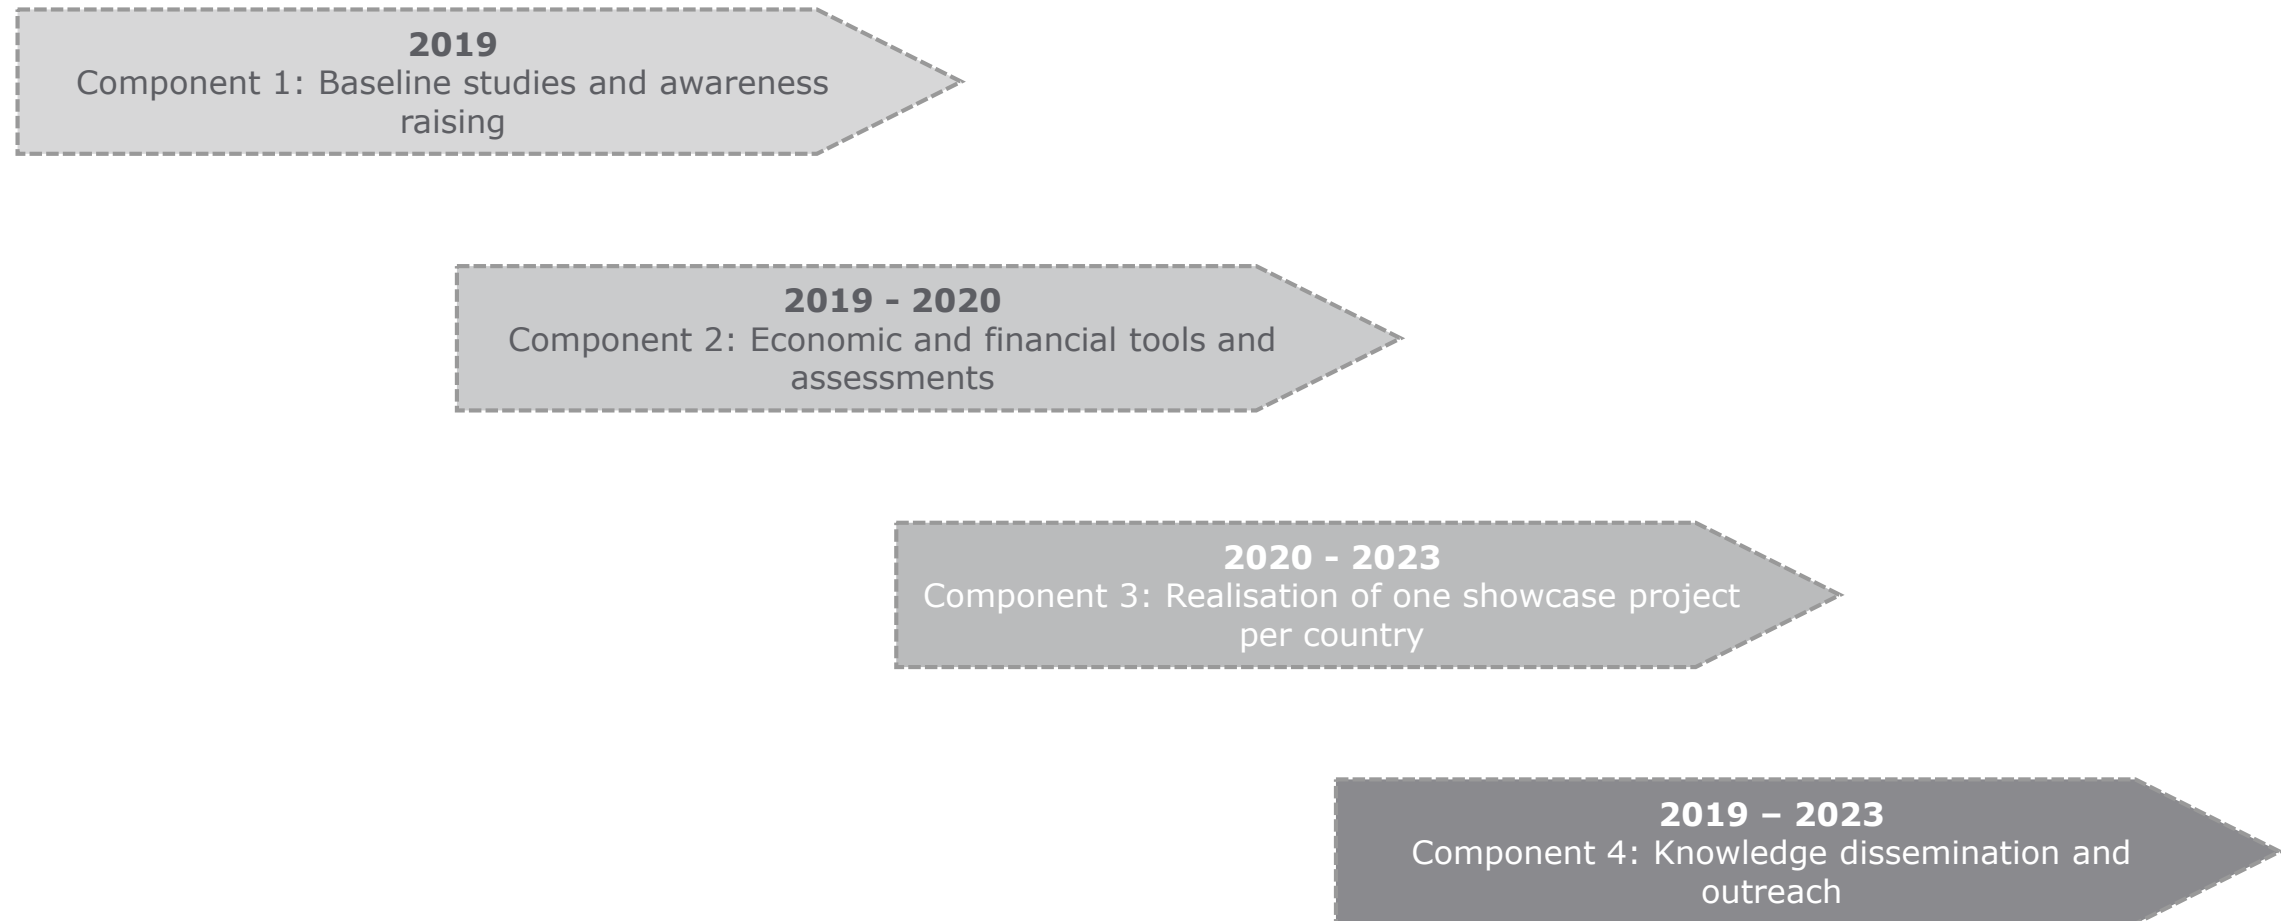 2019
Component 1: Baseline studies and awareness
raising
2019 - 2020
Component 2: Economic and financial tools and
assessments
2020 - 2023
Component 3: Realisation of one showcase project
per country
2019 – 2023
Component 4: Knowledge dissemination and
outreach